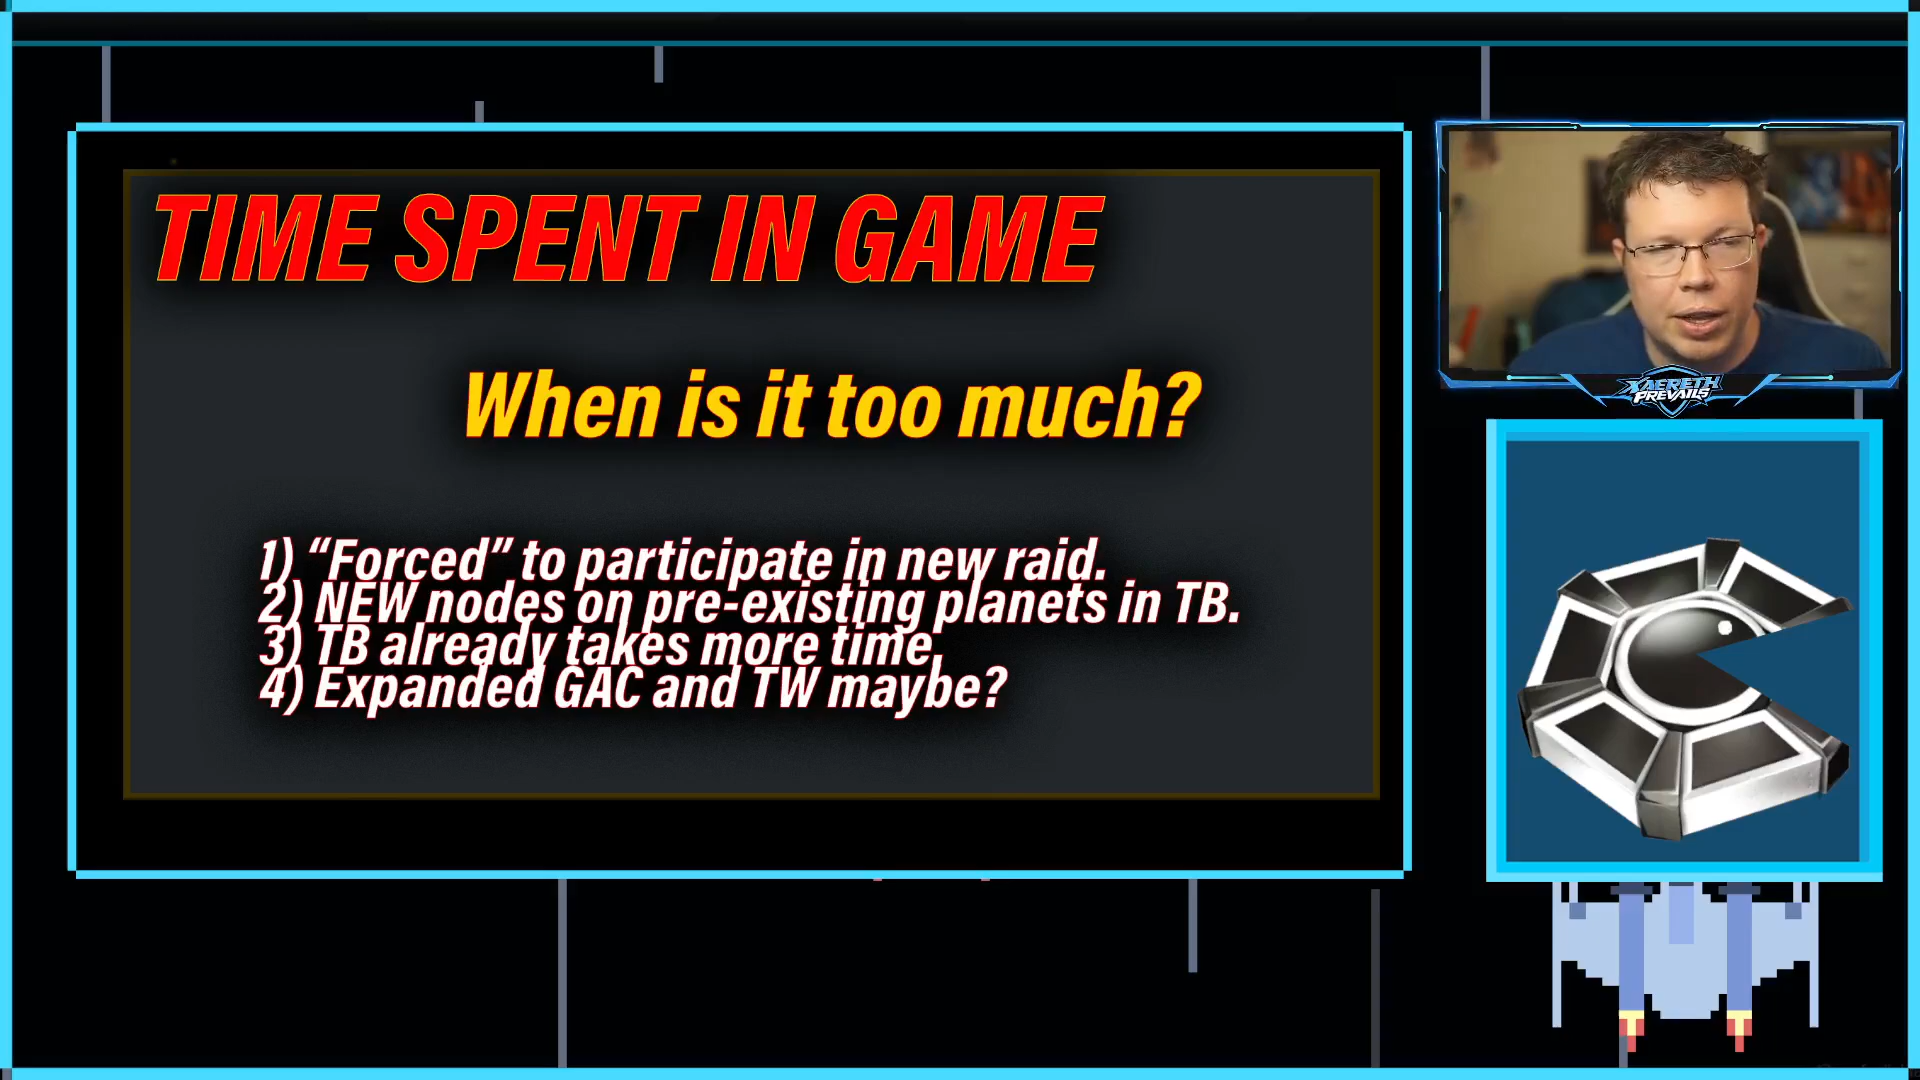 TIME SPENT IN GAME
When is it too much?
1) “Forced” to participate in new raid.
2) NEW nodes on pre-existing planets in TB.
3) TB already takes more time.
4) Expanded GAC and TW maybe?
XAERETH
PREVAILS